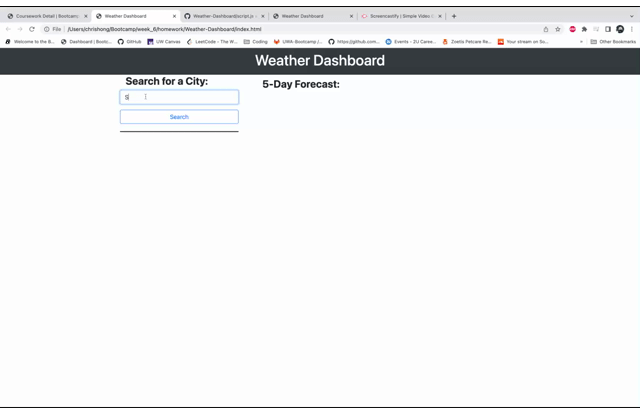 Coursework Detail | Bootcamp
Weather Dashboard
Weather-Dashboard/script.js
Weather Dashboard
Screencastify | Simple Video
File
/Users/chrishong/Bootcamp/week_6/homework/Weather-Dashboard/index.html
Welcome to the B...
Dashboard | Bootc...
GitHub
UW Canvas
LeetCode - The W...
Coding
UWA-Bootcamp /...
https://github.com...
Events – 2U Caree...
Zoetis Petcare Re...
Your stream on So...
»
Other Bookmarks
Weather Dashboard
Search for a City:
5-Day Forecast:
S
Search